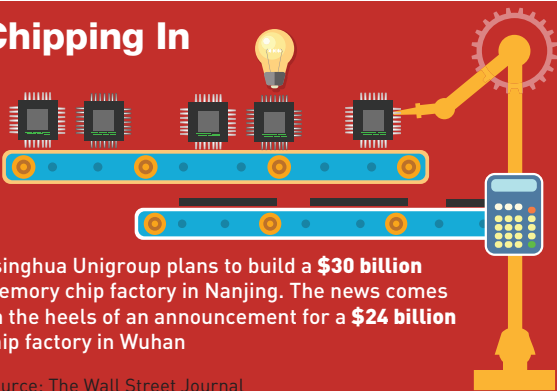 Chipping In
singhua Unigroup plans to build a $30 billion
emory chip factory in Nanjing. The news comes
n the heels of an announcement for a $24 billion
hip factory in Wuhan
urce: The Wall Street Journal